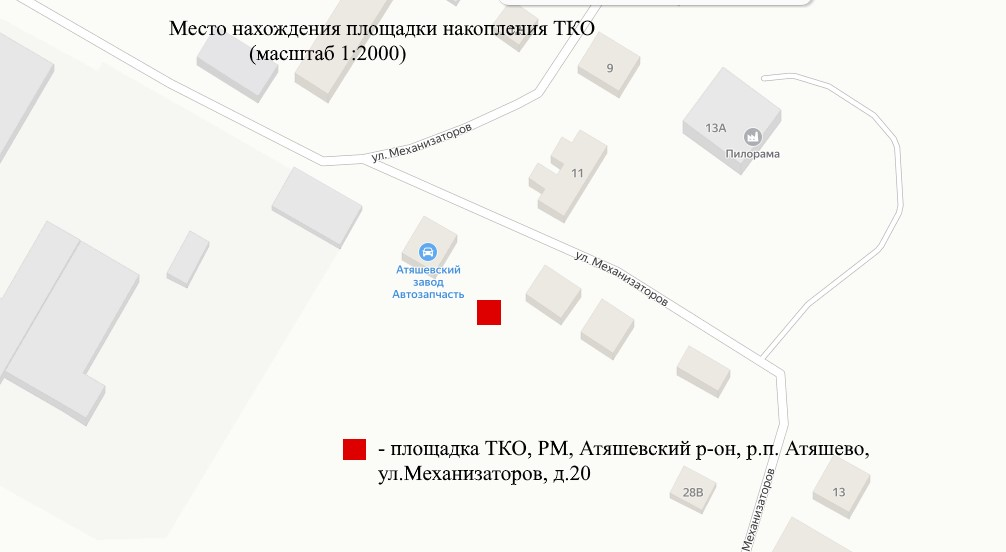 Место нахождения площадки накопления ТКО
(масштаб 1:2000)
9
13А
Пилорама
ул. Механизаторов
11
Атяшевский
завод
Автозапчасть
ул. Механизаторов
- площадка ТКО, РМ, Атяшевский р-он, р.п. Атяшево,
ул.Механизаторов, д.20
28В
13
Механизаторов